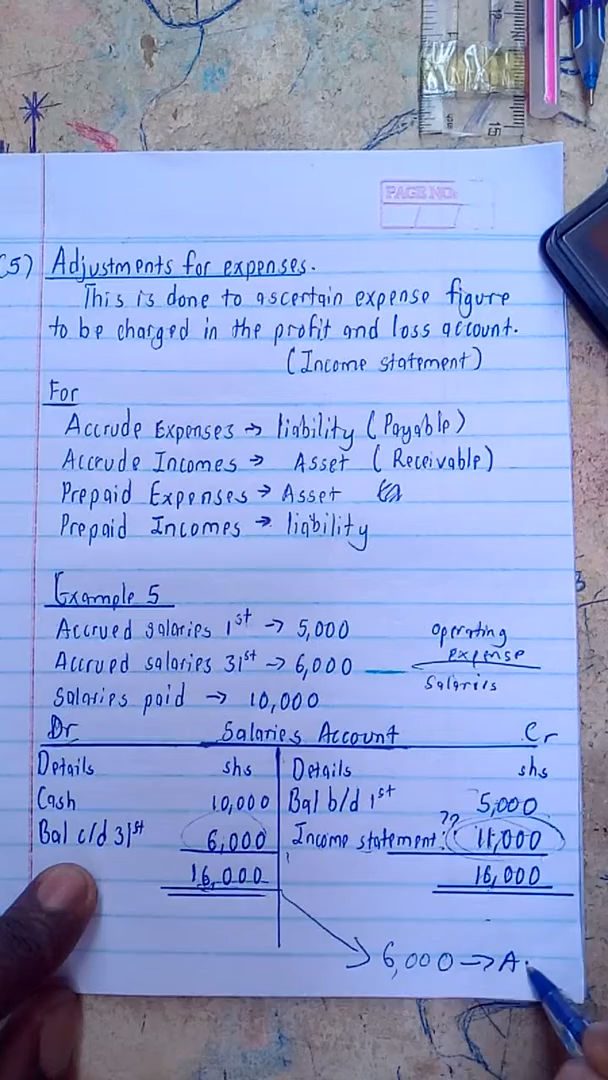 PAGE NO:
(5) Adjustments for expenses.
This is done to ascertain expense figure
to be charged in the profit and loss account.
(Income statement)
For
Accrude Expenses → liability (Payable)
Accrude Incomes → Asset (Receivable)
Prepaid Expenses → Asset
Prepaid Incomes → liability
Example 5
Accrued salaries 1st → 5,000
Accrued salaries 31st → 6,000
Salaries paid → 10,000
Operating
expense
Salaries
Dr Salaries Account Cr
Details shs Details shs
Cash 10,000 Bal b/d 1st 5,000
Bal c/d 31st 6,000 Income statement ?? 11,000
16,000 16,000
6,000 → A